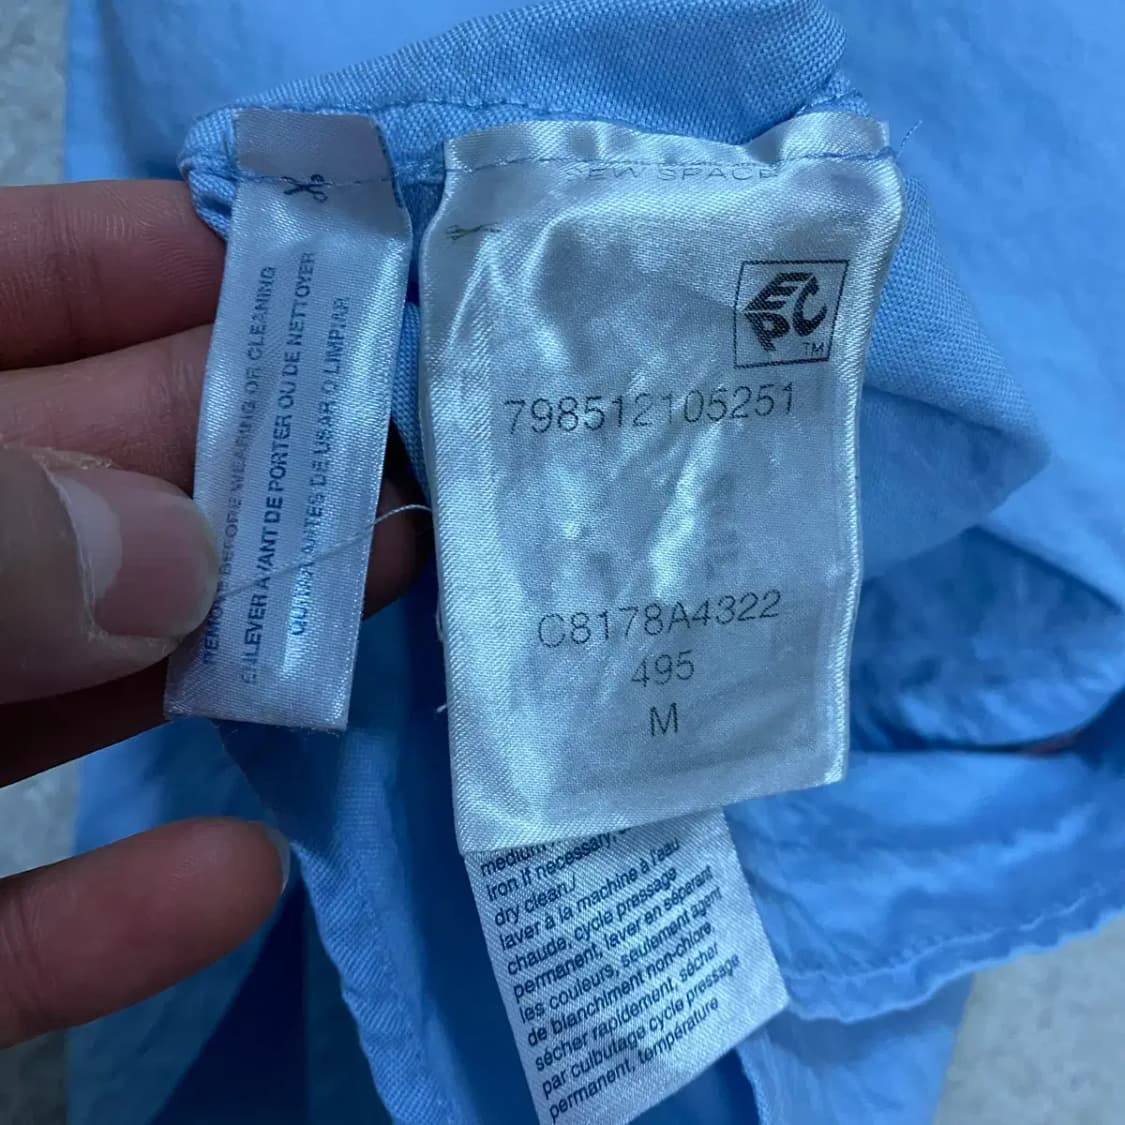 REMOVE BEFORE WEARING OR CLEANING
ENLEVER AVANT DE PORTER OU DE NETTOYER
QUITAR ANTES DE USAR O LIMPIAR
SEW SPACE
EPC
TM
798512105251
C8178A4322
495
M
medium
iron if necessary,
dry clean./
laver à la machine à l'eau
chaude, cycle pressage
permanent, laver en séparant
les couleurs, seulement agent
de blanchiment non-chlore,
sécher rapidement, sécher
par culbutage cycle pressage
permanent, température